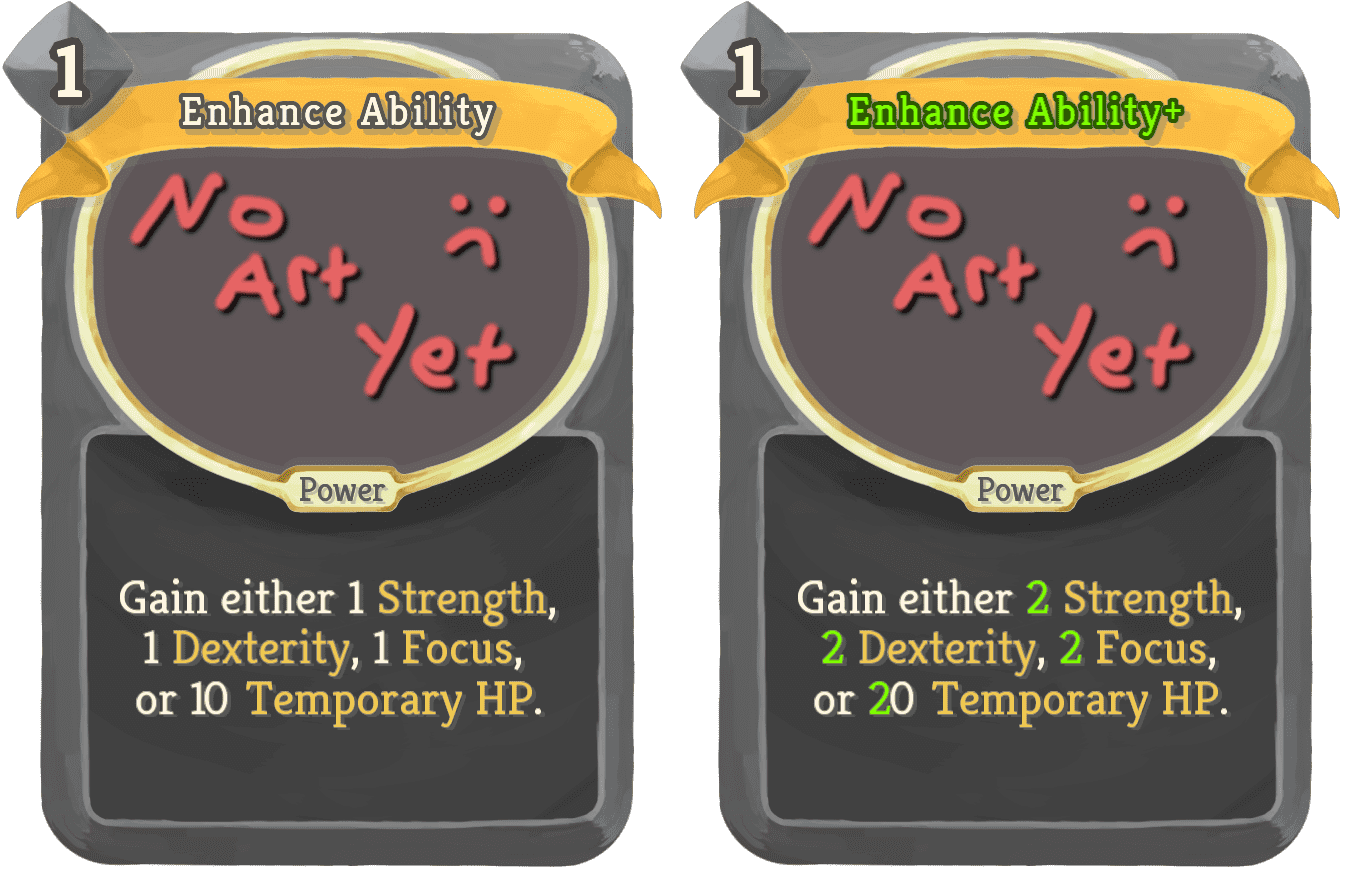 1
Enhance Ability
No
Art
Yet
Power
Gain either 1 Strength,
1 Dexterity, 1 Focus,
or 10 Temporary HP.
1
Enhance Ability+
No
Art
Yet
Power
Gain either 2 Strength,
2 Dexterity, 2 Focus,
or 20 Temporary HP.